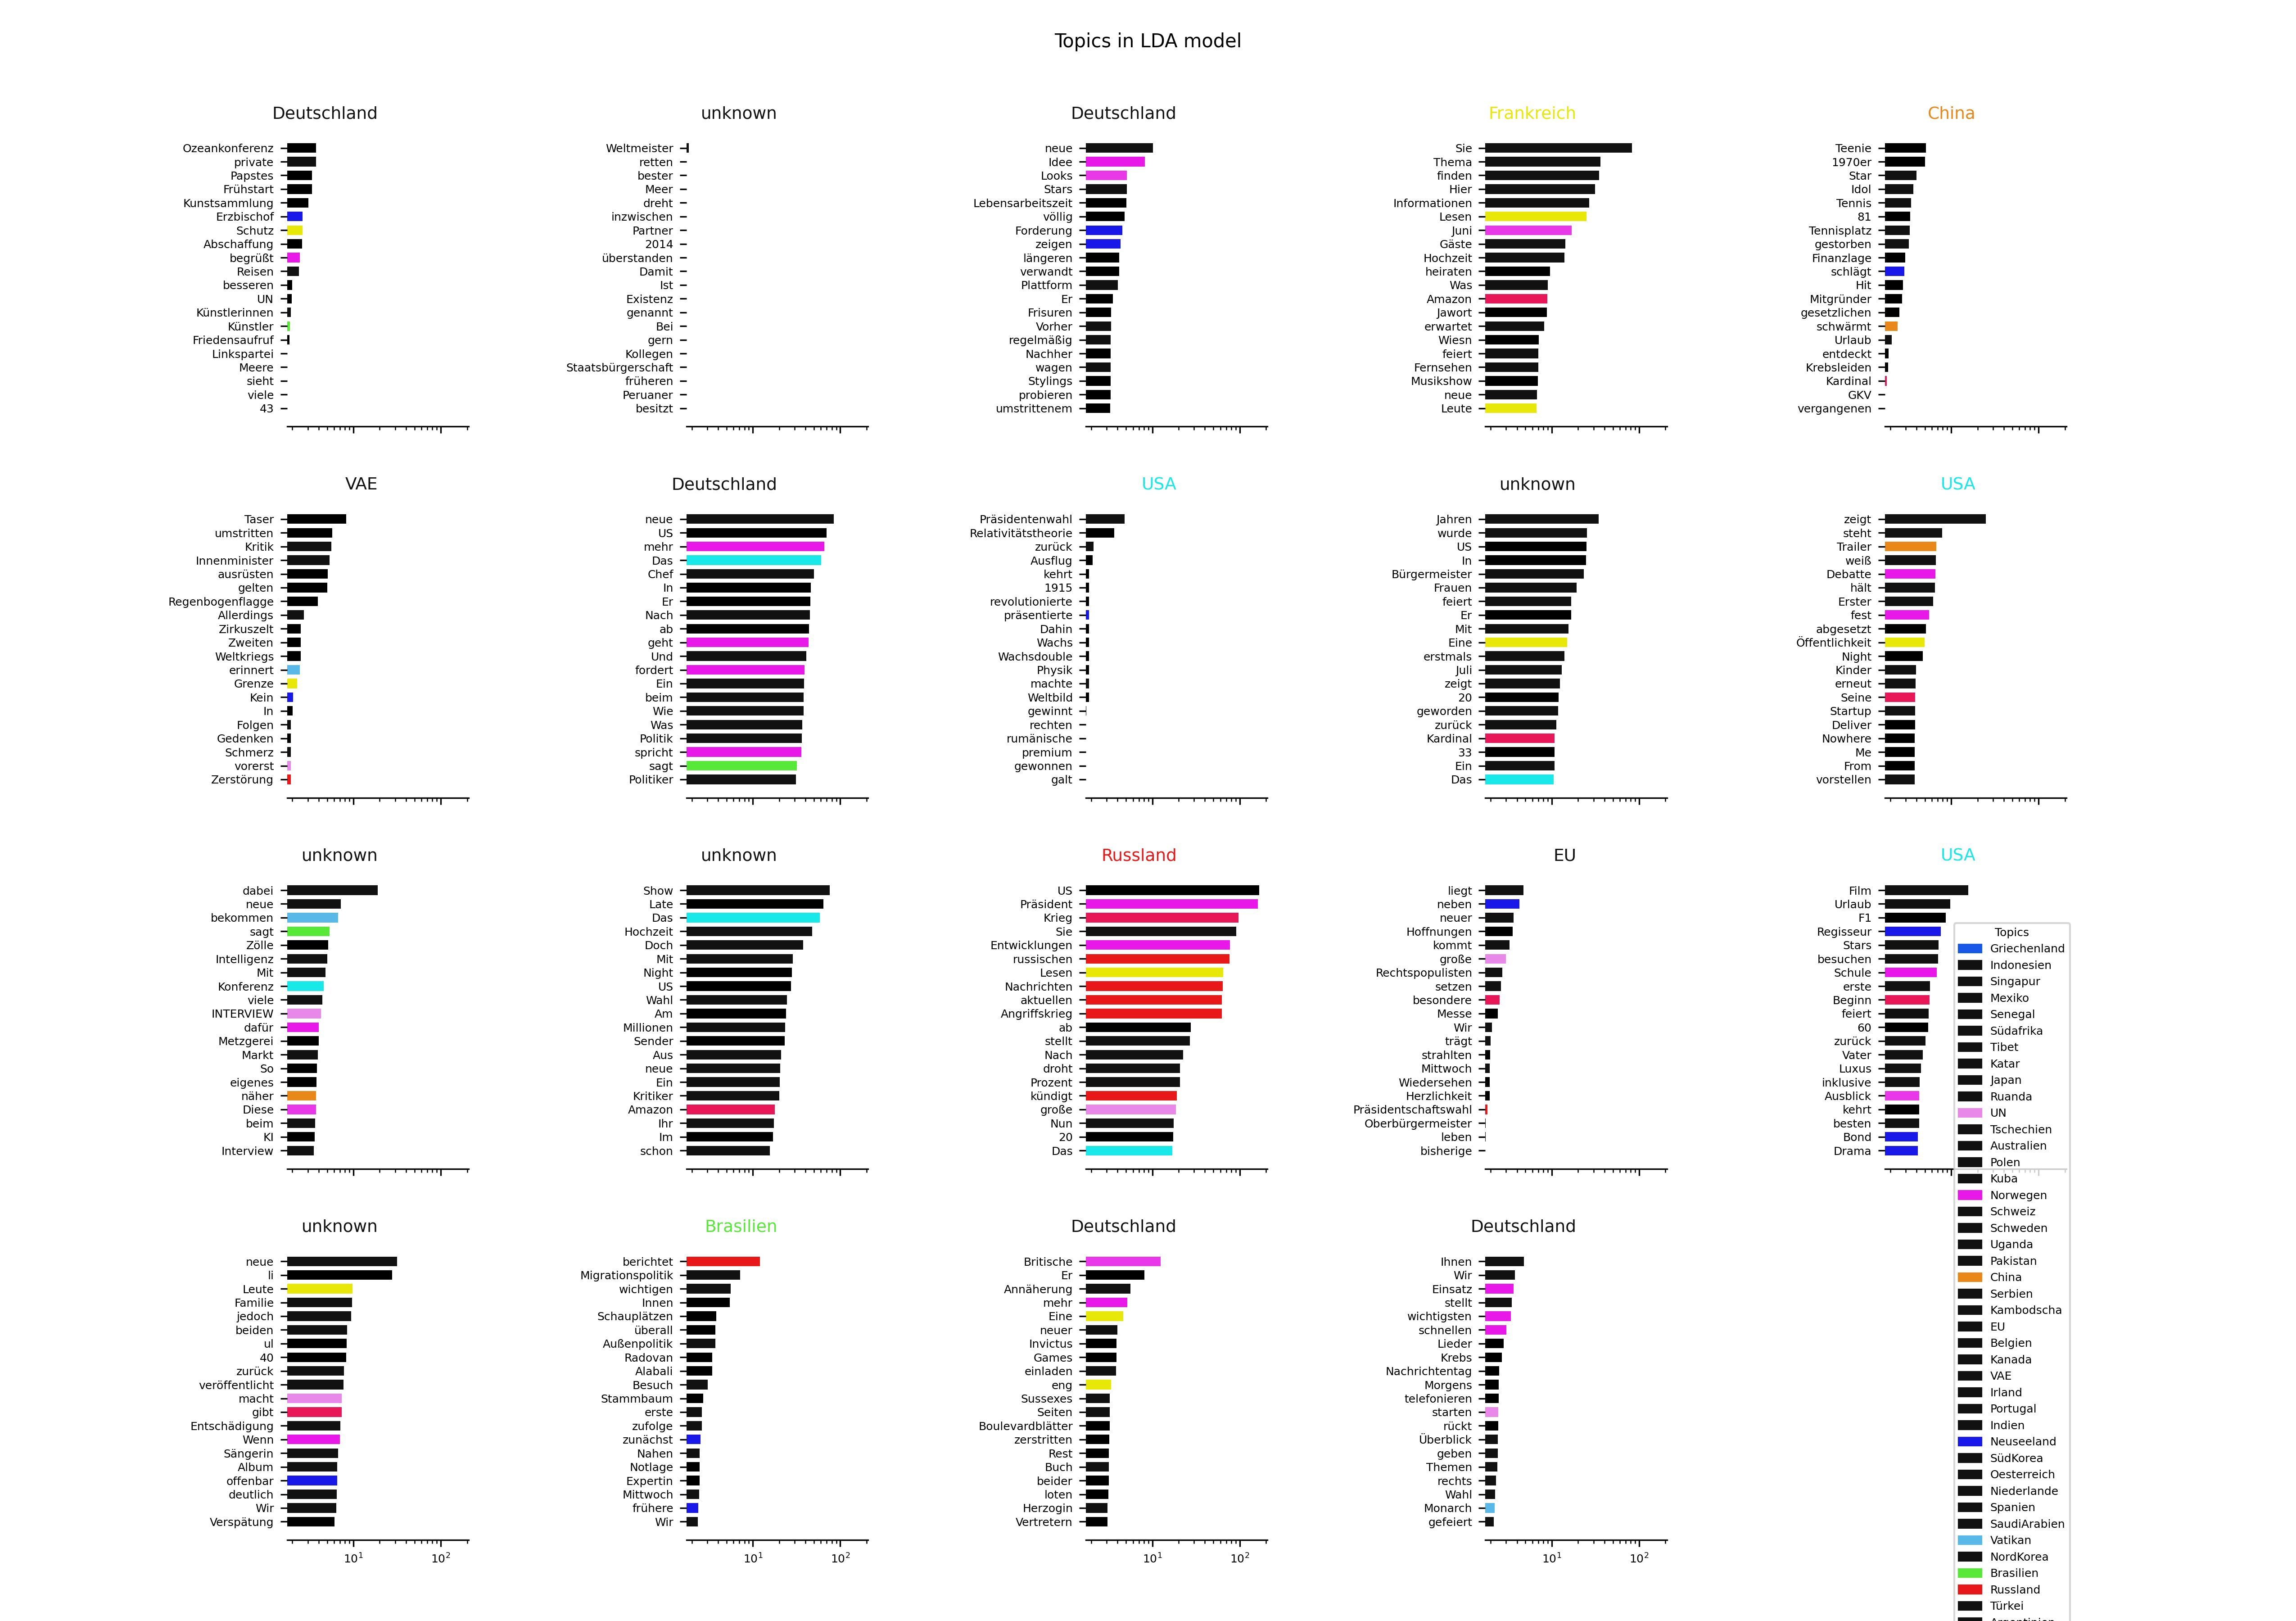 Topics in LDA model
Deutschland
Ozeankonferenz
private
Papstes
Frühstart
Kunstsammlung
Erzbischof
Schutz
Abschaffung
begrüßt
Reisen
besseren
UN
Künstlerinnen
Künstler
Friedensaufruf
Linkspartei
Meere
sieht
viele
43
unknown
Weltmeister
retten
bester
Meer
dreht
inzwischen
Partner
2014
überstanden
Damit
Ist
Existenz
genannt
Bei
gern
Kollegen
Staatsbürgerschaft
früheren
Peruaner
besitzt
Deutschland
neue
Idee
Looks
Stars
Lebensarbeitszeit
völlig
Forderung
zeigen
längeren
verwandt
Plattform
Er
Frisuren
Vorher
regelmäßig
Nachher
wagen
Stylings
probieren
umstrittenem
Frankreich
Sie
Thema
finden
Hier
Informationen
Lesen
Juni
Gäste
Hochzeit
heiraten
Was
Amazon
Jawort
erwartet
Wiesn
feiert
Fernsehen
Musikshow
neue
Leute
China
Teenie
1970er
Star
Idol
Tennis
81
Tennisplatz
gestorben
Finanzlage
schlägt
Hit
Mitgründer
gesetzlichen
schwärmt
Urlaub
entdeckt
Krebsleiden
Kardinal
GKV
vergangenen
VAE
Taser
umstritten
Kritik
Innenminister
ausrüsten
gelten
Regenbogenflagge
Allerdings
Zirkuszelt
Zweiten
Weltkriegs
erinnert
Grenze
Kein
In
Folgen
Gedenken
Schmerz
vorerst
Zerstörung
Deutschland
neue
US
mehr
Das
Chef
In
Er
Nach
ab
geht
Und
fordert
Ein
beim
Wie
Was
Politik
spricht
sagt
Politiker
USA
Präsidentenwahl
Relativitätstheorie
zurück
Ausflug
kehrt
1915
revolutionierte
präsentierte
Dahin
Wachs
Wachsdouble
Physik
machte
Weltbild
gewinnt
rechten
rumänische
premium
gewonnen
galt
unknown
Jahren
wurde
US
In
Bürgermeister
Frauen
feiert
Er
Mit
Eine
erstmals
Juli
zeigt
20
geworden
zurück
Kardinal
33
Ein
Das
USA
zeigt
steht
Trailer
weiß
Debatte
hält
Erster
fest
abgesetzt
Öffentlichkeit
Night
Kinder
erneut
Seine
Startup
Deliver
Nowhere
Me
From
vorstellen
unknown
dabei
neue
bekommen
sagt
Zölle
Intelligenz
Mit
Konferenz
viele
INTERVIEW
dafür
Metzgerei
Markt
So
eigenes
näher
Diese
beim
KI
Interview
unknown
Show
Late
Das
Hochzeit
Doch
Mit
Night
US
Wahl
Am
Millionen
Sender
Aus
neue
Ein
Kritiker
Amazon
Ihr
Im
schon
Russland
US
Präsident
Krieg
Sie
Entwicklungen
russischen
Lesen
Nachrichten
aktuellen
Angriffskrieg
ab
stellt
Nach
droht
Prozent
kündigt
große
Nun
20
Das
EU
liegt
neben
neuer
Hoffnungen
kommt
große
Rechtspopulisten
setzen
besondere
Messe
Wir
trägt
strahlten
Mittwoch
Wiedersehen
Herzlichkeit
Präsidentschaftswahl
Oberbürgermeister
leben
bisherige
USA
Film
Urlaub
F1
Regisseur
Stars
besuchen
Schule
erste
Beginn
feiert
60
zurück
Vater
Luxus
inklusive
Ausblick
kehrt
besten
Bond
Drama
unknown
neue
li
Leute
Familie
jedoch
beiden
ul
40
zurück
veröffentlicht
macht
gibt
Entschädigung
Wenn
Sängerin
Album
offenbar
deutlich
Wir
Verspätung
10¹ 10²
Brasilien
berichtet
Migrationspolitik
wichtigen
Innen
Schauplätzen
überall
Außenpolitik
Radovan
Alabali
Besuch
Stammbaum
erste
zufolge
zunächst
Nahen
Notlage
Expertin
Mittwoch
frühere
Wir
10¹ 10²
Deutschland
Britische
Er
Annäherung
mehr
Eine
neuer
Invictus
Games
einladen
eng
Sussexes
Seiten
Boulevardblätter
zerstritten
Rest
Buch
beider
loten
Herzogin
Vertretern
10¹ 10²
Deutschland
Ihnen
Wir
Einsatz
stellt
wichtigsten
schnellen
Lieder
Krebs
Nachrichtentag
Morgens
telefonieren
starten
rückt
Überblick
geben
Themen
rechts
Wahl
Monarch
gefeiert
10¹ 10²
Topics
Griechenland
Indonesien
Singapur
Mexiko
Senegal
Südafrika
Tibet
Katar
Japan
Ruanda
UN
Tschechien
Australien
Polen
Kuba
Norwegen
Schweiz
Schweden
Uganda
Pakistan
China
Serbien
Kambodscha
EU
Belgien
Kanada
VAE
Irland
Portugal
Indien
Neuseeland
SüdKorea
Oesterreich
Niederlande
Spanien
SaudiArabien
Vatikan
NordKorea
Brasilien
Russland
Türkei